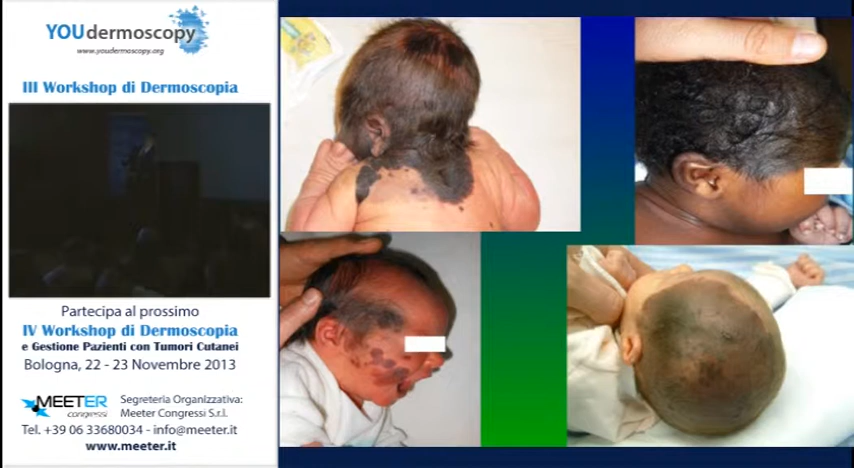 YOUdermoscopy
www.youdermoscopy.org
III Workshop di Dermoscopia
Partecipa al prossimo
IV Workshop di Dermoscopia
e Gestione Pazienti con Tumori Cutanei
Bologna, 22 - 23 Novembre 2013
MEETER
congressi
Segreteria Organizzativa:
Meeter Congressi S.r.l.
Tel. +39 06 33680034 - info@meeter.it
www.meeter.it